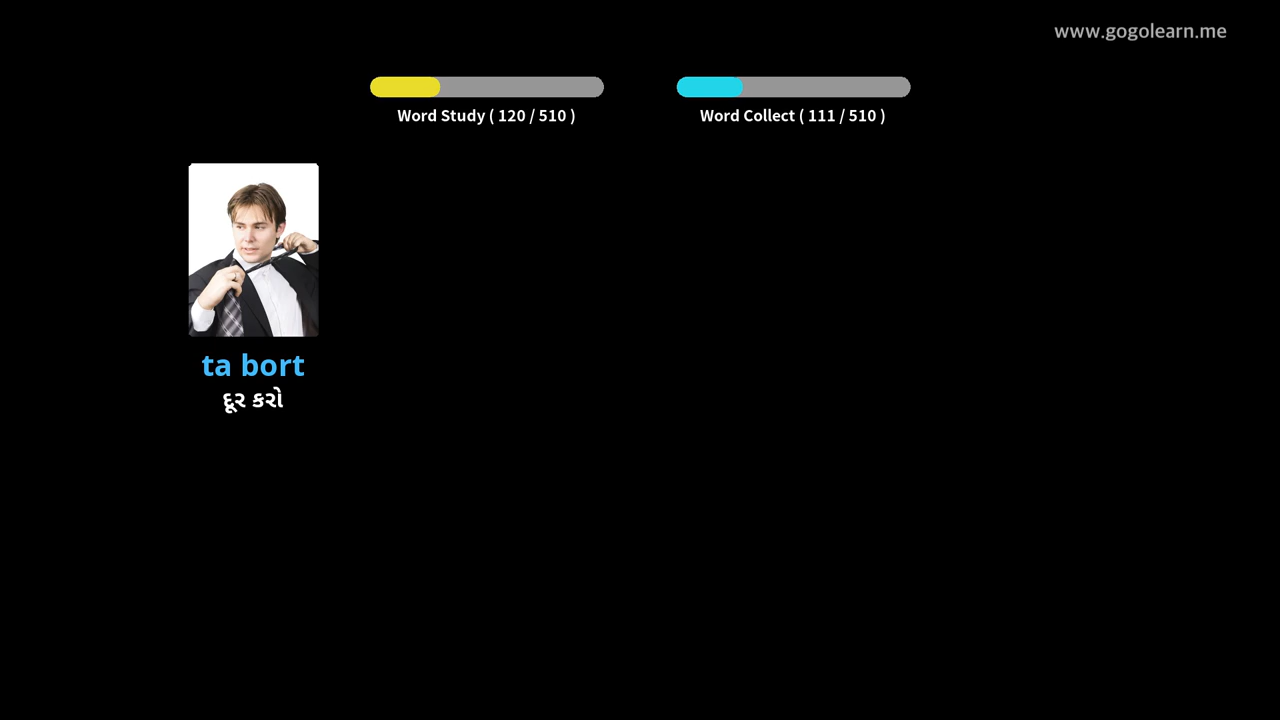 www.gogolearn.me
Word Study ( 120 / 510 )
Word Collect ( 111 / 510 )
ta bort
દૂર કરો